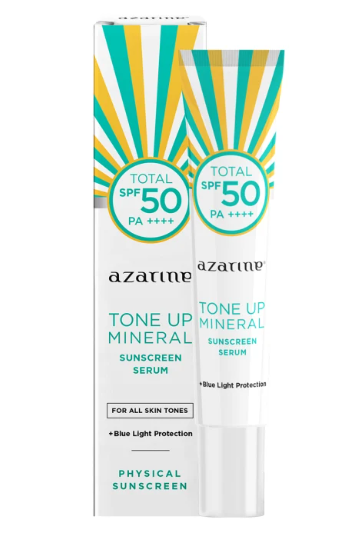 azarine
TOTAL
SPF 50
PA ++++
azarine
TONE UP
MINERAL
SUNSCREEN
SERUM
FOR ALL SKIN TONES
+Blue Light Protection
PHYSICAL
SUNSCREEN
TOTAL
SPF 50
PA ++++
azarine
TONE UP
MINERAL
SUNSCREEN
SERUM
+Blue Light Protection